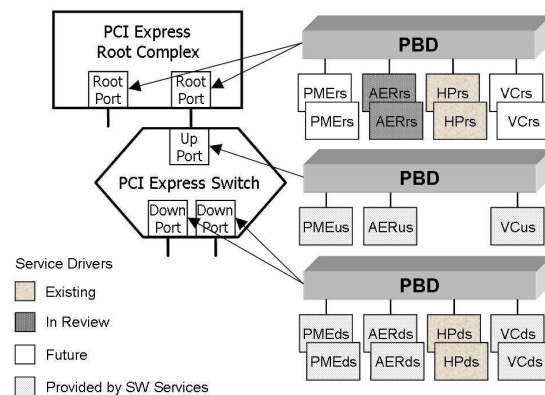 PCI Express
Root Complex
Root
Port
Root
Port
Up
Port
PCI Express Switch
Down
Port
Down
Port
PBD
PMErs
AERrs
HPrs
VCrs
PMErs
AERrs
HPrs
VCrs
PBD
PMEus
AERus
VCus
PBD
PMEds
AERds
HPds
VCds
PMEds
AERds
HPds
VCds
Service Drivers
Existing
In Review
Future
Provided by SW Services